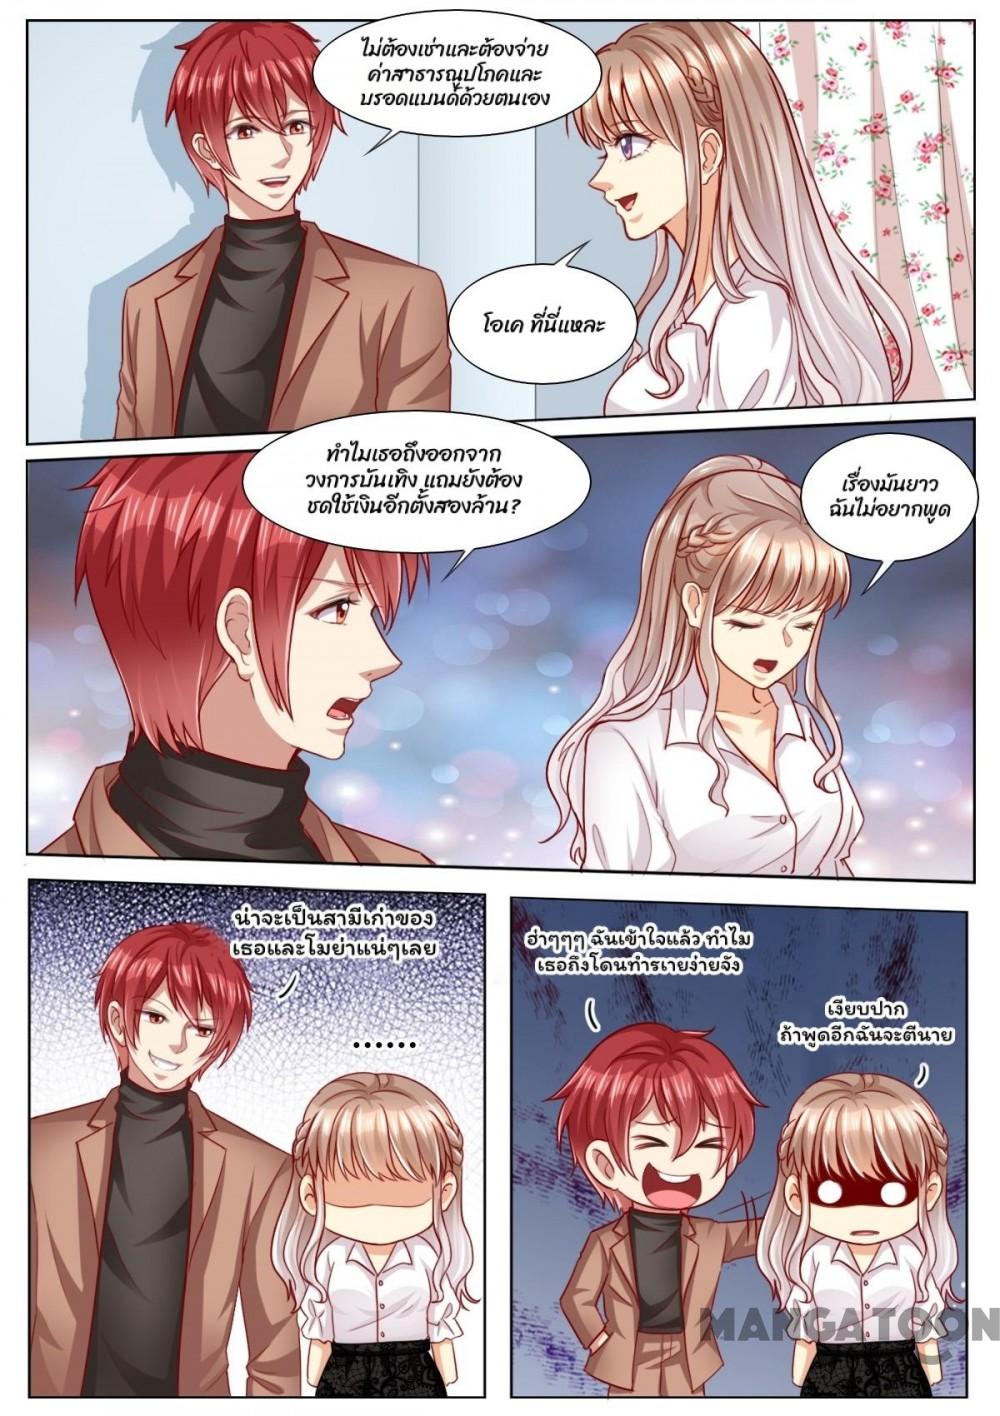 ไม่ต้องเช่าและต้องจ่าย
ค่าสาธารณูปโภคและ
บรอดแบนด์ด้วยตนเอง
โอเค ที่นี่แหละ
ทำไมเธอถึงออกจาก
วงการบันเทิง แถมยังต้อง
ชดใช้เงินอีกตั้งสองล้าน?
เรื่องมันยาว
ฉันไม่อยากพูด
น่าจะเป็นสามีเก่าของ
เธอและโมย่าแน่ๆเลย
......
ฮ่าๆๆๆ ฉันเข้าใจแล้ว ทำไม
เธอถึงโดนทำรเายง่ายจัง
เงียบปาก
ถ้าพูดอีกฉันจะตีนาย
MANGATOON